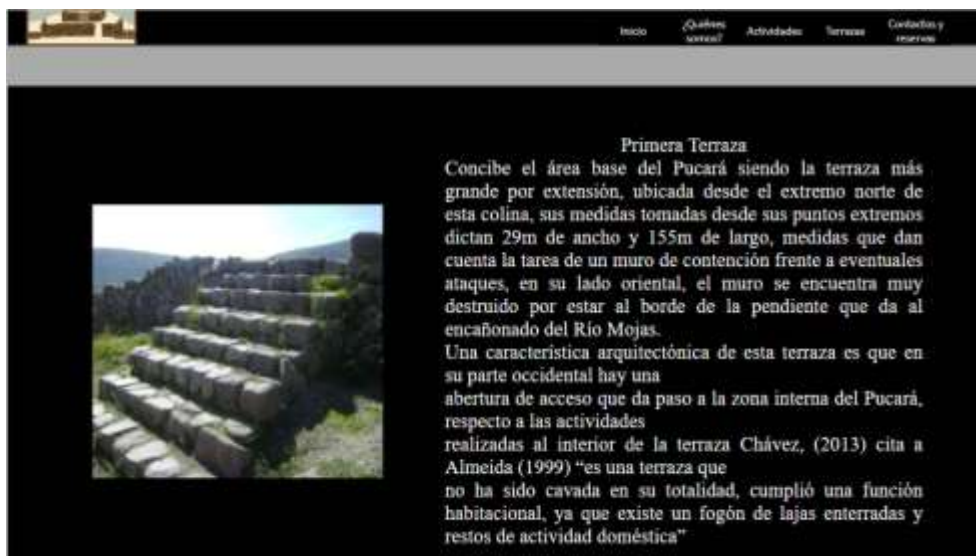 Inicio
¿Quiénes somos?
Actividades
Terrazas
Contactos y reservas
Primera Terraza
Concibe el área base del Pucará siendo la terraza más
grande por extensión, ubicada desde el extremo norte de
esta colina, sus medidas tomadas desde sus puntos extremos
dictan 29m de ancho y 155m de largo, medidas que dan
cuenta la tarea de un muro de contención frente a eventuales
ataques, en su lado oriental, el muro se encuentra muy
destruido por estar al borde de la pendiente que da al
encañonado del Río Mojas.
Una característica arquitectónica de esta terraza es que en
su parte occidental hay una
abertura de acceso que da paso a la zona interna del Pucará,
respecto a las actividades
realizadas al interior de la terraza Chávez, (2013) cita a
Almeida (1999) “es una terraza que
no ha sido cavada en su totalidad, cumplió una función
habitacional, ya que existe un fogón de lajas enterradas y
restos de actividad doméstica”